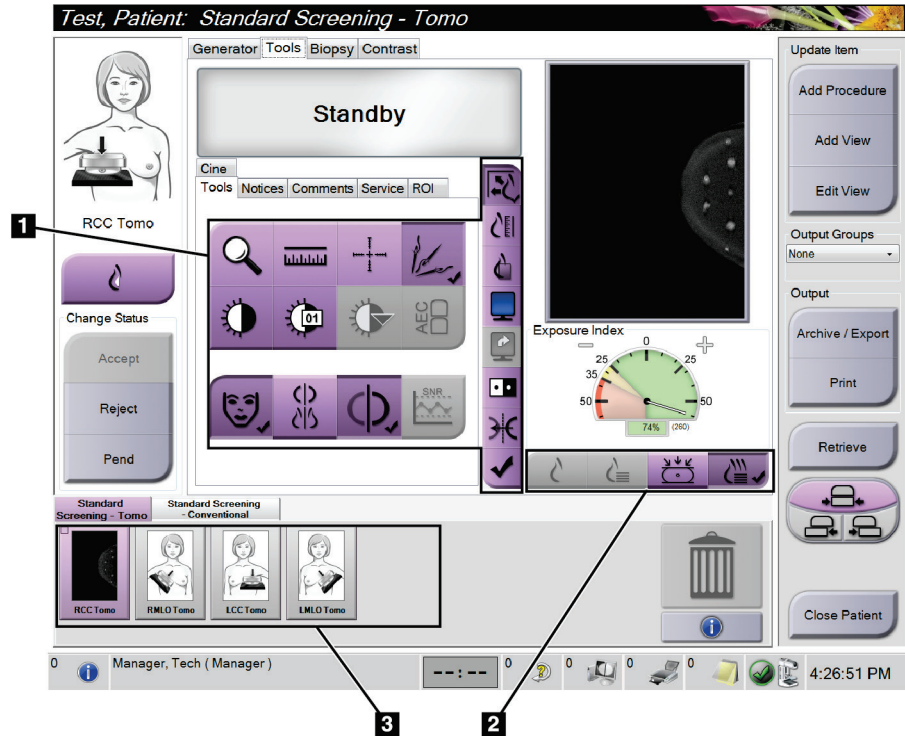 Test, Patient: Standard Screening - Tomo
Generator Tools Biopsy Contrast
Update Item
Add Procedure
Add View
Edit View
Standby
Cine
Tools Notices Comments Service ROI
RCC Tomo
1
01
AEC
SNR
Change Status
Accept
Reject
Pend
Output Groups
None
Output
Archive / Export
Print
Exposure Index
0
25 25
35
50 50
74% (260)
Retrieve
Standard
Screening - Tomo
Standard Screening
- Conventional
RCC Tomo
RMLO Tomo
LCC Tomo
LMLO Tomo
Close Patient
0 Manager, Tech ( Manager ) --:-- 0 0 0 0 4:26:51 PM
3
2